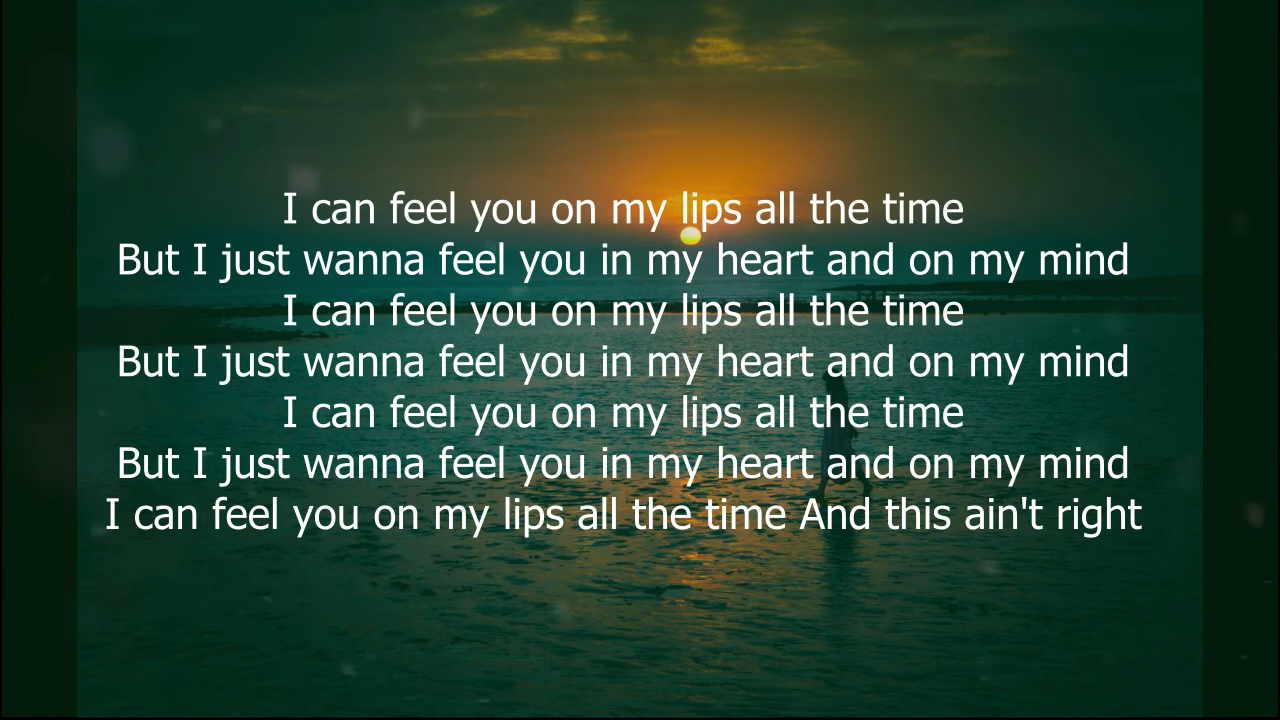 I can feel you on my lips all the time
But I just wanna feel you in my heart and on my mind
I can feel you on my lips all the time
But I just wanna feel you in my heart and on my mind
I can feel you on my lips all the time
But I just wanna feel you in my heart and on my mind
I can feel you on my lips all the time And this ain't right